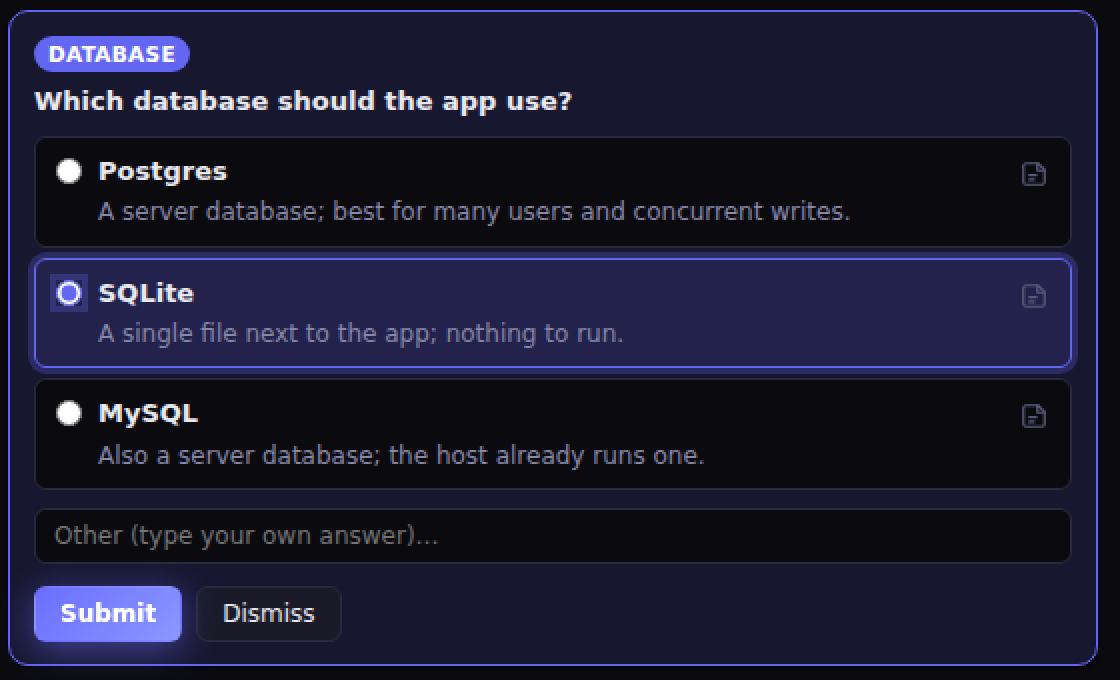 DATABASE
Which database should the app use?
Postgres
A server database; best for many users and concurrent writes.
SQLite
A single file next to the app; nothing to run.
MySQL
Also a server database; the host already runs one.
Other (type your own answer)...
Submit
Dismiss